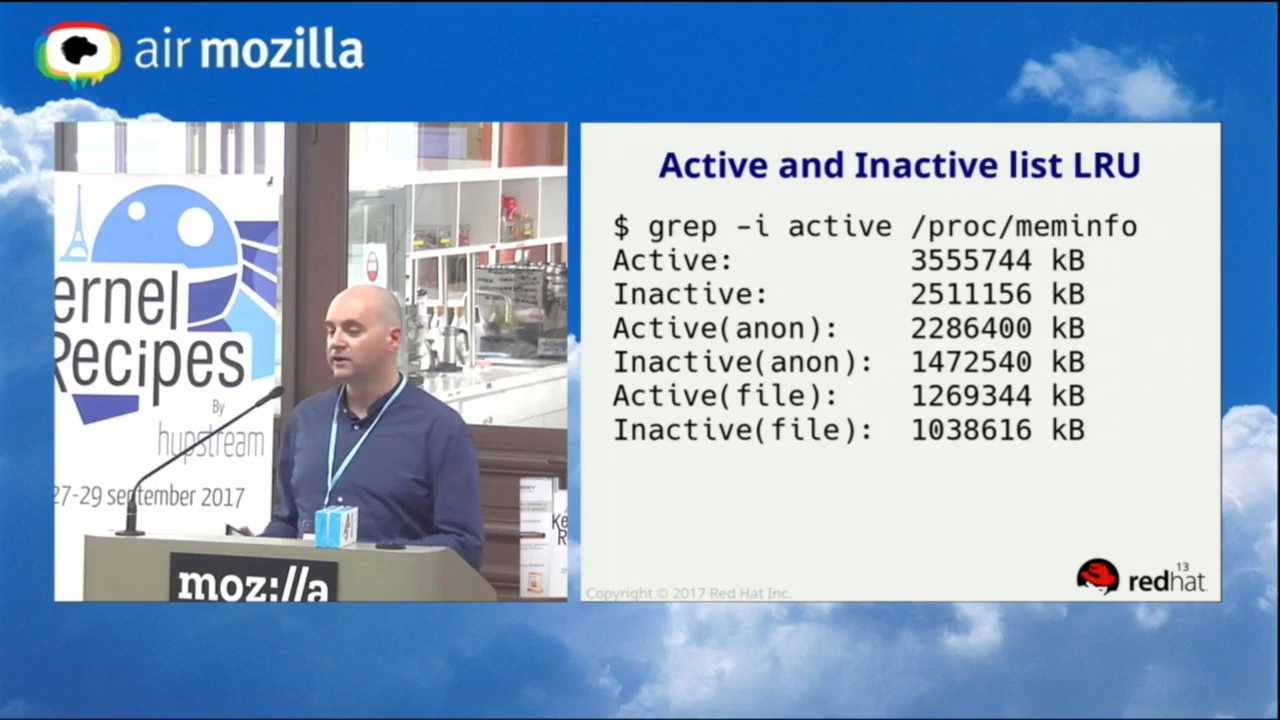 air mozilla
ernel
Recipes
By
hupstream
27-29 september 2017
moz://a
Active and Inactive list LRU
$ grep -i active /proc/meminfo
Active: 3555744 kB
Inactive: 2511156 kB
Active(anon): 2286400 kB
Inactive(anon): 1472540 kB
Active(file): 1269344 kB
Inactive(file): 1038616 kB
13
redhat
Copyright © 2017 Red Hat Inc.